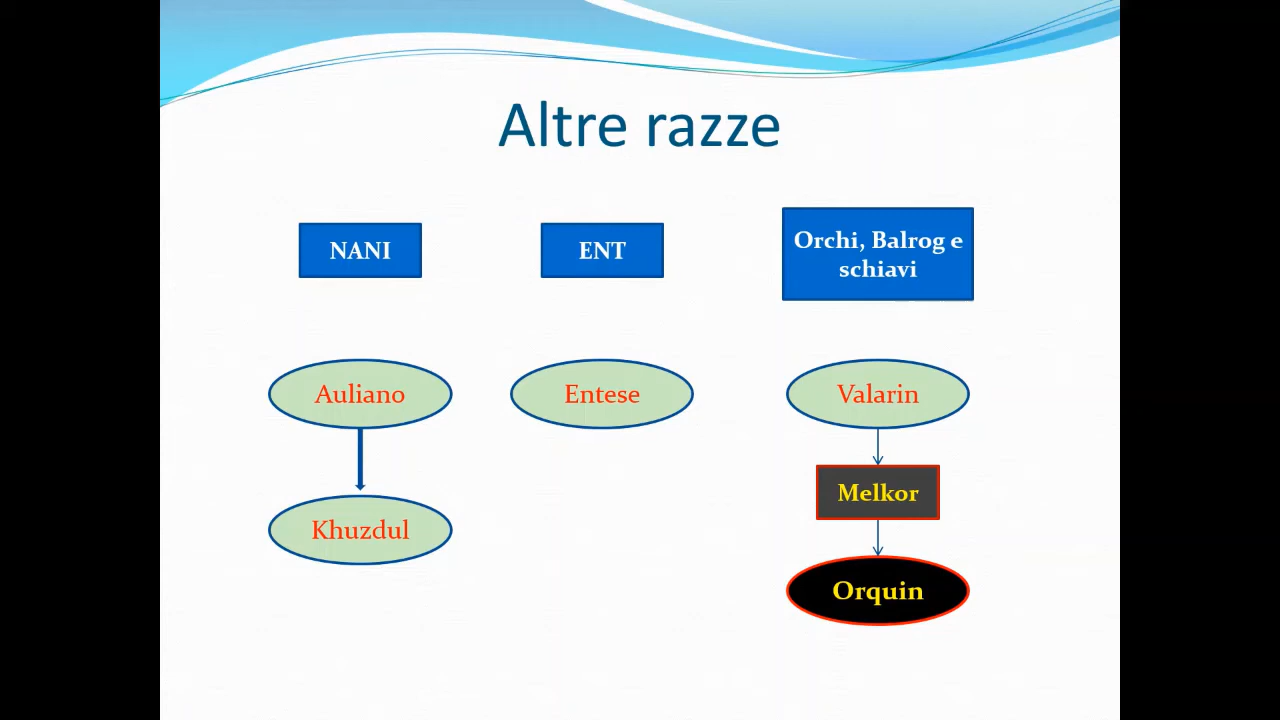 Altre razze
NANI
ENT
Orchi, Balrog e
schiavi
Auliano
Entese
Valarin
Melkor
Khuzdul
Orquin